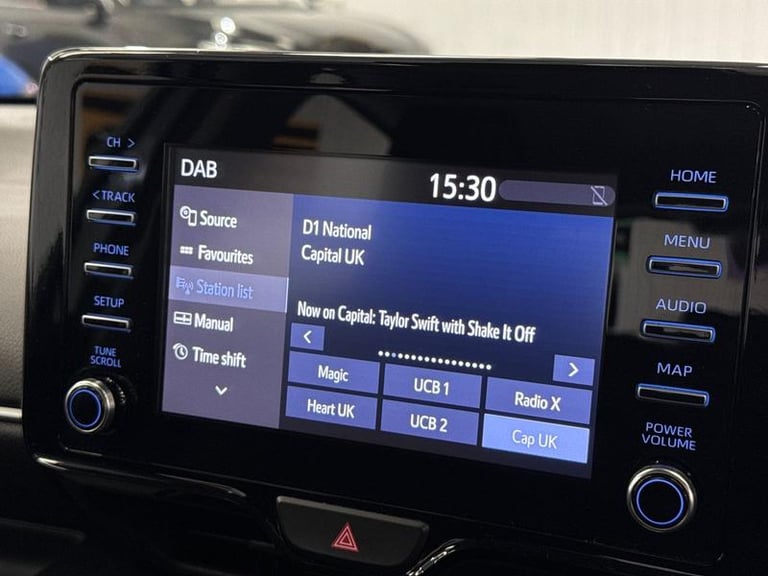 CH >
< TRACK
PHONE
SETUP
TUNE
SCROLL
DAB
15:30
Source
Favourites
Station list
Manual
Time shift
D1 National
Capital UK
Now on Capital: Taylor Swift with Shake It Off
< >
Magic UCB 1 Radio X
Heart UK UCB 2 Cap UK
HOME
MENU
AUDIO
MAP
POWER
VOLUME